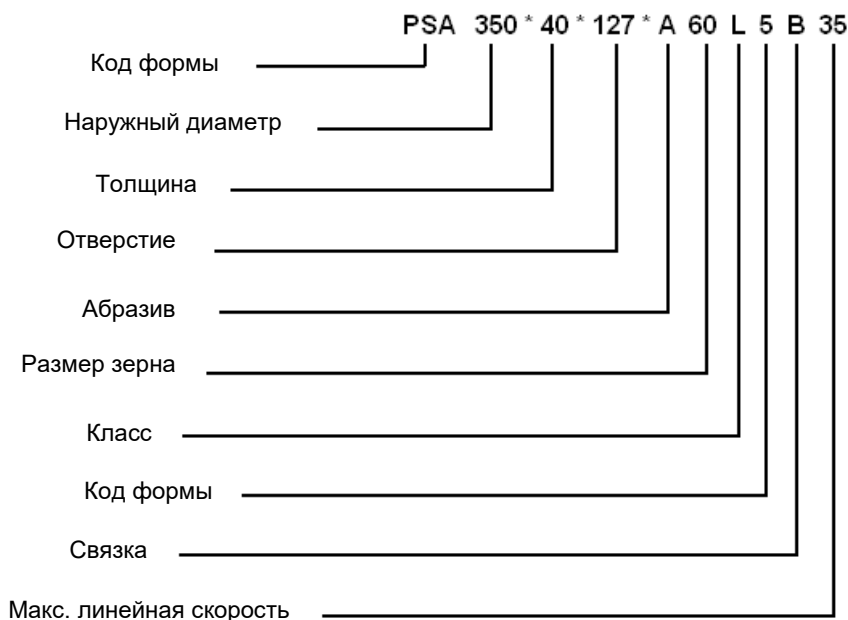 PSA 350 * 40 * 127 * A 60 L 5 B 35
Код формы
Наружный диаметр
Толщина
Отверстие
Абразив
Размер зерна
Класс
Код формы
Связка
Макс. линейная скорость